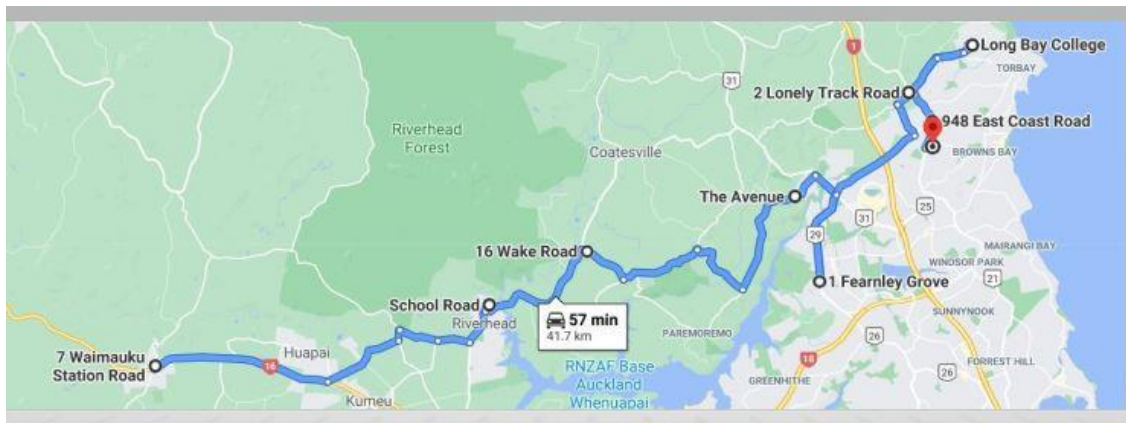 Long Bay College
TORBAY
1
31
2 Lonely Track Road
948 East Coast Road
Riverhead
Forest
Coatesville
BROWNS BAY
The Avenue
25
31
29
16 Wake Road
MAIRANGI BAY
WINDSOR PARK
21
1 Fearnley Grove
School Road
Riverhead
57 min
41.7 km
SUNNYNOOK
PAREMOREMO
26
7 Waimauku
Station Road
Huapai
16
RNZAF Base
Auckland
Whenuapai
18
FORREST HILL
26
GREENHITHE
Kumeu